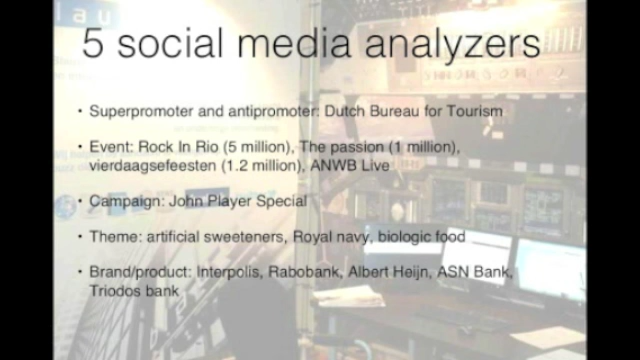 5 social media analyzers
• Superpromoter and antipromoter: Dutch Bureau for Tourism
• Event: Rock In Rio (5 million), The passion (1 million),
vierdaagsefeesten (1.2 million), ANWB Live
• Campaign: John Player Special
• Theme: artificial sweeteners, Royal navy, biologic food
• Brand/product: Interpolis, Rabobank, Albert Heijn, ASN Bank,
Triodos bank